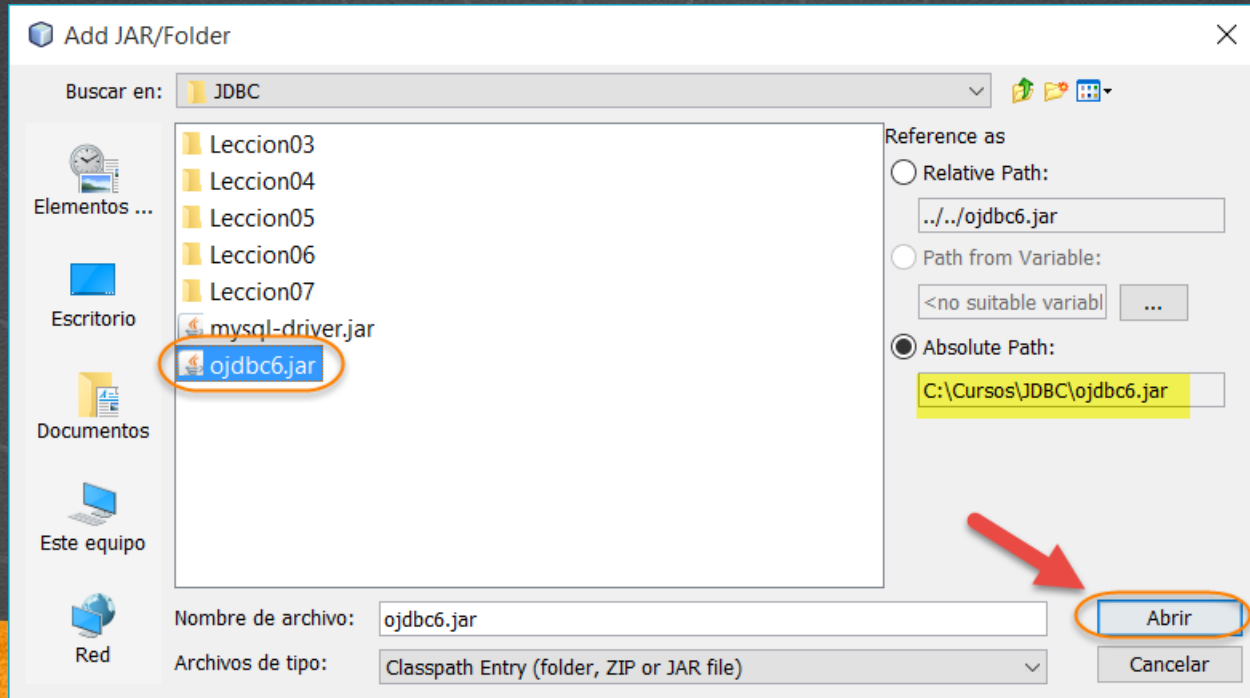 Add JAR/Folder
Buscar en: JDBC
Elementos ...
Escritorio
Documentos
Este equipo
Red
Leccion03
Leccion04
Leccion05
Leccion06
Leccion07
mysql-driver.jar
ojdbc6.jar
Reference as
Relative Path:
../../ojdbc6.jar
Path from Variable:
<no suitable variabl ...
Absolute Path:
C:\Cursos\JDBC\ojdbc6.jar
Nombre de archivo: ojdbc6.jar
Abrir
Archivos de tipo: Classpath Entry (folder, ZIP or JAR file)
Cancelar